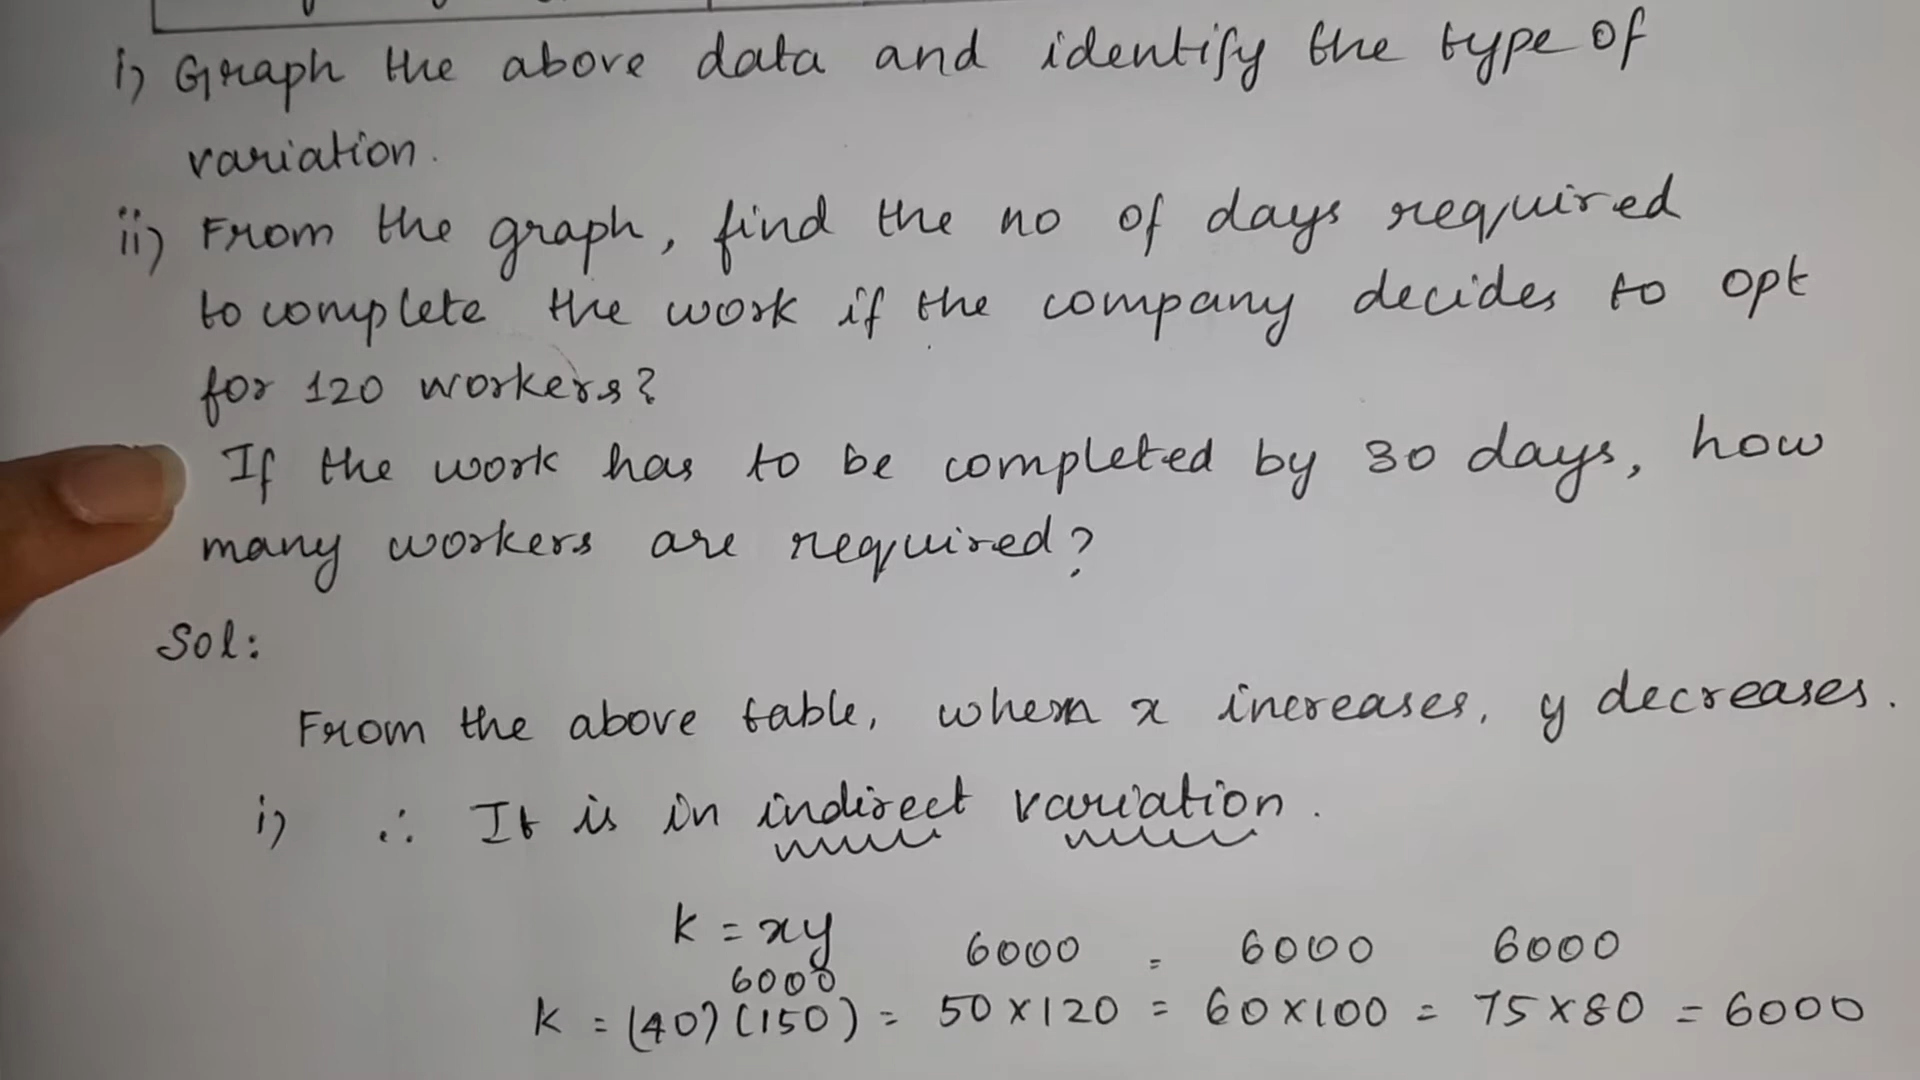 i) Graph the above data and identify the type of
variation.
ii) From the graph, find the no of days required
to complete the work if the company decides to opt
for 120 workers?
If the work has to be completed by 30 days, how
many workers are required?
Sol:
From the above table, when x increases, y decreases.
i) ∴ It is in indirect variation.
k = xy
6000 6000 = 6000 6000
k = (40) (150) = 50 x 120 = 60 x 100 = 75 x 80 = 6000